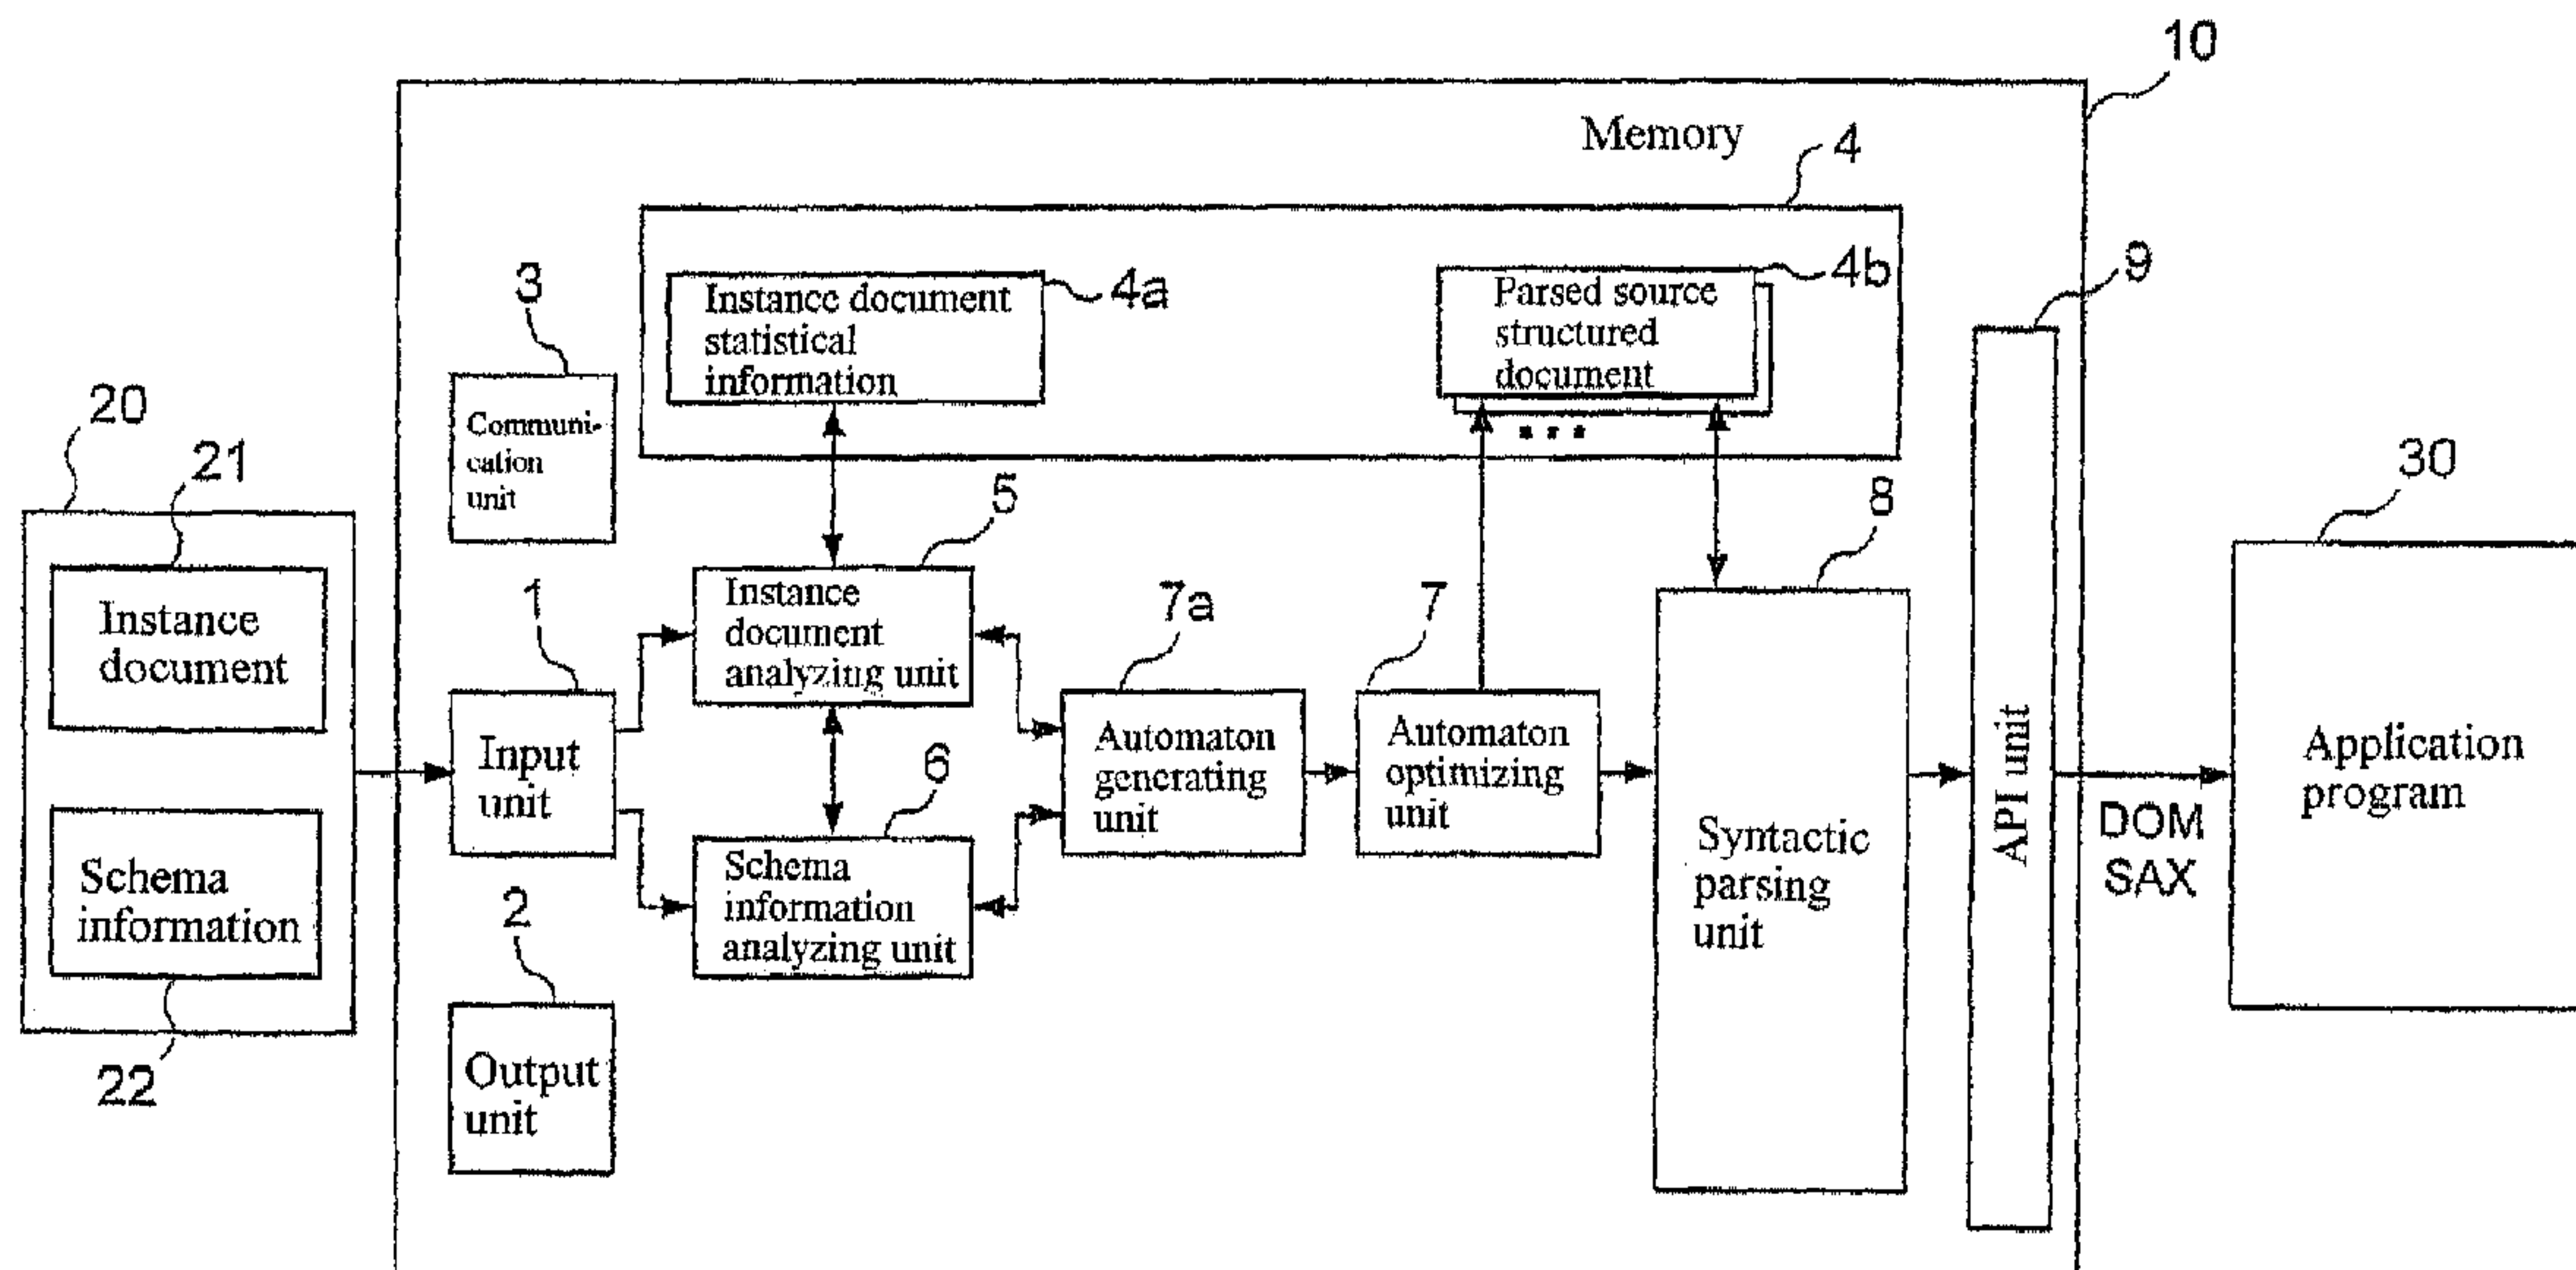 10
Memory
4
3
Instance document
statistical
information
4a
Parsed source
structured
document
4b
9
Communi-
cation
unit
...
20
21
5
8
30
Instance
document
1
Instance
document
analyzing unit
7a
7
Input
unit
6
Automaton
generating
unit
Automaton
optimizing
unit
Syntactic
parsing
unit
API unit
DOM
SAX
Application
program
Schema
information
2
Schema
information
analyzing unit
22
Output
unit